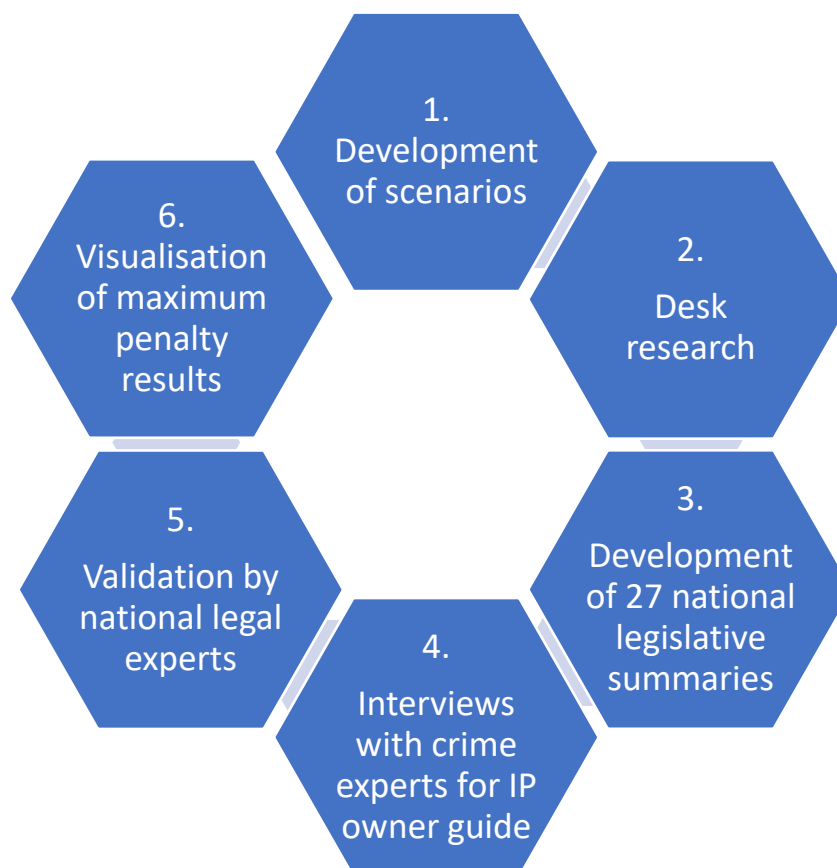 1.
Development
of scenarios
2.
Desk
research
3.
Development
of 27 national
legislative
summaries
4.
Interviews
with crime
experts for IP
owner guide
5.
Validation by
national legal
experts
6.
Visualisation
of maximum
penalty
results